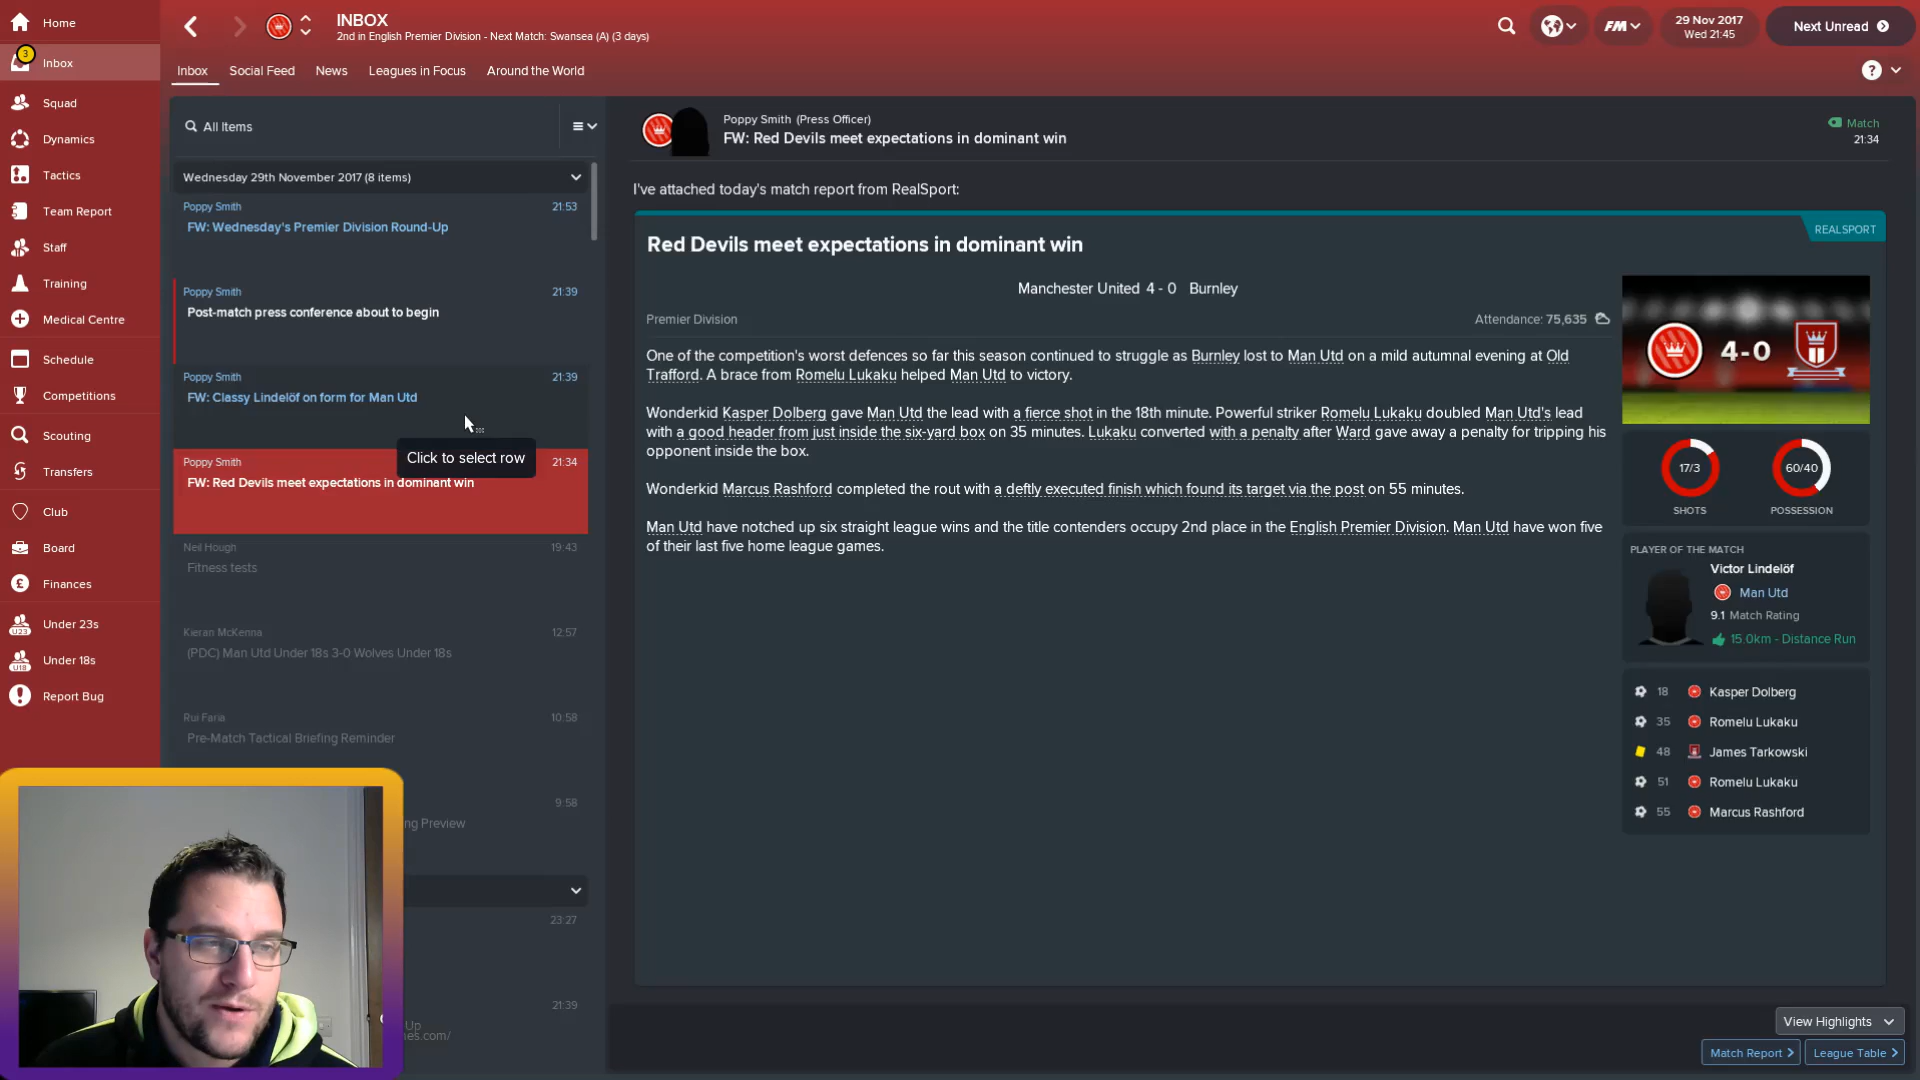 Home
3
Inbox
Squad
Dynamics
Tactics
Team Report
Staff
Training
Medical Centre
Schedule
Competitions
Scouting
Transfers
Club
Board
Finances
U23
Under 23s
U18
Under 18s
Report Bug
INBOX
2nd in English Premier Division - Next Match: Swansea (A) (3 days)
FM
29 Nov 2017
Wed 21:45
Next Unread
Inbox
Social Feed
News
Leagues in Focus
Around the World
?
All Items
Wednesday 29th November 2017 (8 items)
Poppy Smith 21:53
FW: Wednesday's Premier Division Round-Up
Poppy Smith 21:39
Post-match press conference about to begin
Poppy Smith 21:39
FW: Classy Lindelöf on form for Man Utd
Click to select row
Poppy Smith 21:34
FW: Red Devils meet expectations in dominant win
Neil Hough 19:43
Fitness tests
Kieran McKenna 12:57
(PDC) Man Utd Under 18s 3-0 Wolves Under 18s
Rui Faria 10:58
Pre-Match Tactical Briefing Reminder
9:58
ng Preview
23:27
21:39
-Up
nes.com/
Poppy Smith (Press Officer)
FW: Red Devils meet expectations in dominant win
Match
21:34
I've attached today's match report from RealSport:
REALSPORT
Red Devils meet expectations in dominant win
Manchester United 4 - 0 Burnley
Premier Division
Attendance: 75,635
One of the competition's worst defences so far this season continued to struggle as Burnley lost to Man Utd on a mild autumnal evening at Old
Trafford. A brace from Romelu Lukaku helped Man Utd to victory.
Wonderkid Kasper Dolberg gave Man Utd the lead with a fierce shot in the 18th minute. Powerful striker Romelu Lukaku doubled Man Utd's lead
with a good header from just inside the six-yard box on 35 minutes. Lukaku converted with a penalty after Ward gave away a penalty for tripping his
opponent inside the box.
Wonderkid Marcus Rashford completed the rout with a deftly executed finish which found its target via the post on 55 minutes.
Man Utd have notched up six straight league wins and the title contenders occupy 2nd place in the English Premier Division. Man Utd have won five
of their last five home league games.
4-0
17/3
SHOTS
60/40
POSSESSION
PLAYER OF THE MATCH
Victor Lindelöf
Man Utd
9.1 Match Rating
15.0km - Distance Run
18 Kasper Dolberg
35 Romelu Lukaku
48 James Tarkowski
51 Romelu Lukaku
55 Marcus Rashford
View Highlights
Match Report
League Table